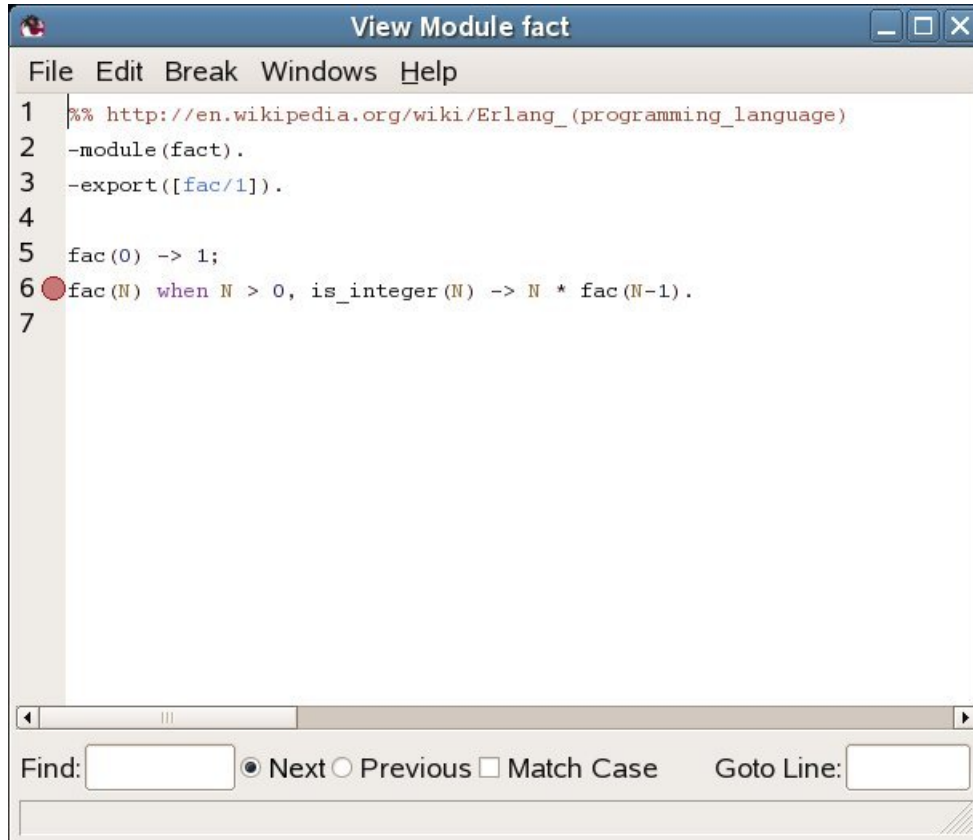 View Module fact
File Edit Break Windows Help
1 %% http://en.wikipedia.org/wiki/Erlang_(programming_language)
2 -module(fact).
3 -export([fac/1]).
4
5 fac(0) -> 1;
6 fac(N) when N > 0, is_integer(N) -> N * fac(N-1).
7
Find: Next Previous Match Case Goto Line: